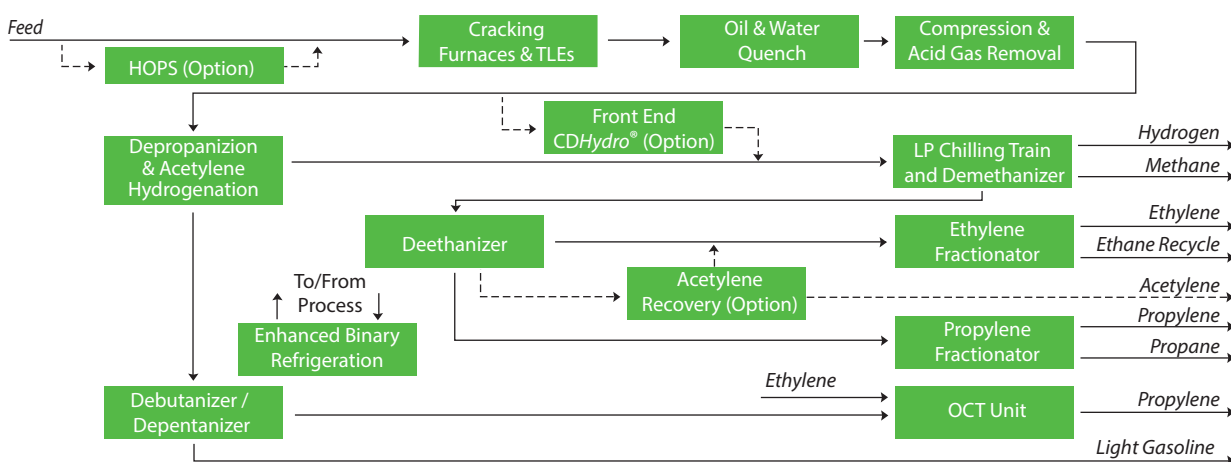 Feed
HOPS (Option)
Cracking
Furnaces & TLEs
Oil & Water
Quench
Compression &
Acid Gas Removal
Front End
CDHydro® (Option)
Depropanizion
& Acetylene
Hydrogenation
LP Chilling Train
and Demethanizer
Hydrogen
Methane
Deethanizer
Ethylene
Fractionator
Ethylene
Ethane Recycle
To/From
Process
Enhanced Binary
Refrigeration
Acetylene
Recovery (Option)
Acetylene
Propylene
Fractionator
Propylene
Propane
Debutanizer /
Depentanizer
Ethylene
OCT Unit
Propylene
Light Gasoline